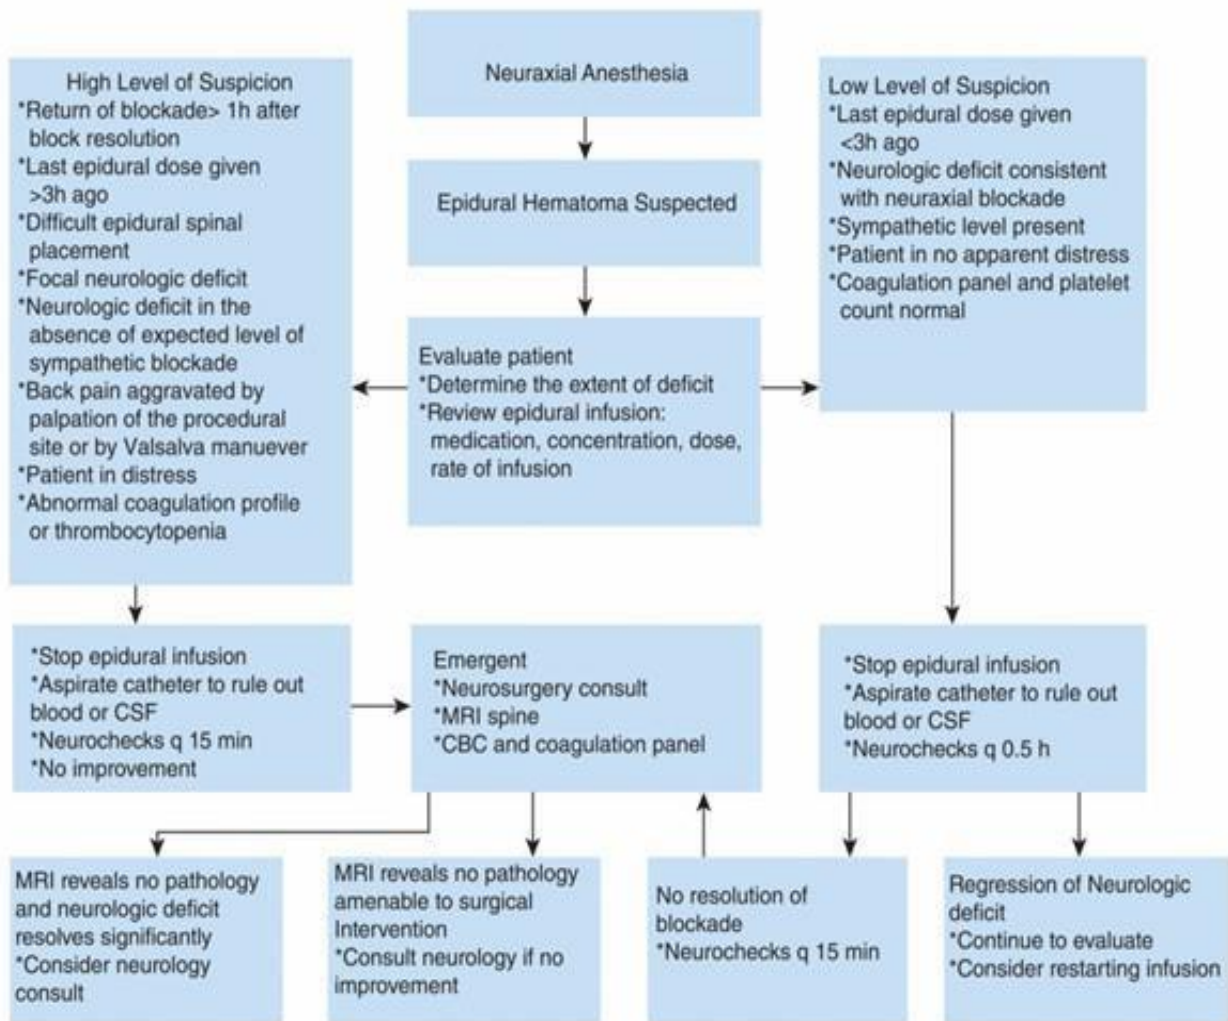 Neuraxial Anesthesia
Epidural Hematoma Suspected
Evaluate patient
*Determine the extent of deficit
*Review epidural infusion:
medication, concentration, dose,
rate of infusion
High Level of Suspicion
*Return of blockade> 1h after
block resolution
*Last epidural dose given
>3h ago
*Difficult epidural spinal
placement
*Focal neurologic deficit
*Neurologic deficit in the
absence of expected level of
sympathetic blockade
*Back pain aggravated by
palpation of the procedural
site or by Valsalva manuever
*Patient in distress
*Abnormal coagulation profile
or thrombocytopenia
Low Level of Suspicion
*Last epidural dose given
<3h ago
*Neurologic deficit consistent
with neuraxial blockade
*Sympathetic level present
*Patient in no apparent distress
*Coagulation panel and platelet
count normal
*Stop epidural infusion
*Aspirate catheter to rule out
blood or CSF
*Neurochecks q 15 min
*No improvement
Emergent
*Neurosurgery consult
*MRI spine
*CBC and coagulation panel
*Stop epidural infusion
*Aspirate catheter to rule out
blood or CSF
*Neurochecks q 0.5 h
MRI reveals no pathology
and neurologic deficit
resolves significantly
*Consider neurology
consult
MRI reveals no pathology
amenable to surgical
Intervention
*Consult neurology if no
improvement
No resolution of
blockade
*Neurochecks q 15 min
Regression of Neurologic
deficit
*Continue to evaluate
*Consider restarting infusion